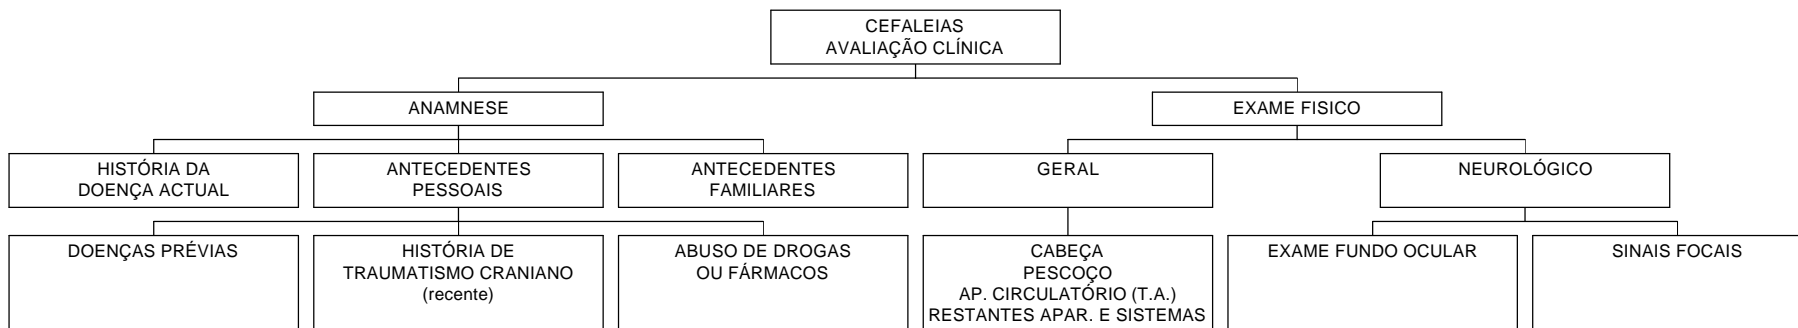 CEFALEIAS
AVALIAÇÃO CLÍNICA
ANAMNESE
EXAME FISICO
HISTÓRIA DA
DOENÇA ACTUAL
ANTECEDENTES
PESSOAIS
ANTECEDENTES
FAMILIARES
GERAL
NEUROLÓGICO
DOENÇAS PRÉVIAS
HISTÓRIA DE
TRAUMATISMO CRANIANO
(recente)
ABUSO DE DROGAS
OU FÁRMACOS
CABEÇA
PESCOÇO
AP. CIRCULATÓRIO (T.A.)
RESTANTES APAR. E SISTEMAS
EXAME FUNDO OCULAR
SINAIS FOCAIS